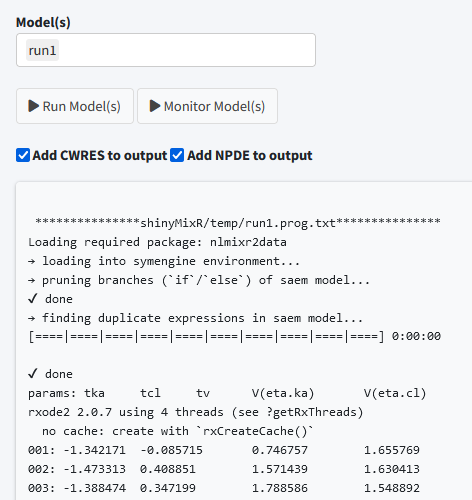 Model(s)
run1
Run Model(s) Monitor Model(s)
Add CWRES to output Add NPDE to output
***************shinyMixR/temp/run1.prog.txt***************
Loading required package: nlmixr2data
→ loading into symengine environment...
→ pruning branches (`if`/`else`) of saem model...
✔ done
→ finding duplicate expressions in saem model...
[====|====|====|====|====|====|====|====|====|====] 0:00:00
✔ done
params: tka tcl tv V(eta.ka) V(eta.cl)
rxode2 2.0.7 using 4 threads (see ?getRxThreads)
no cache: create with `rxCreateCache()`
001: -1.342171 -0.085715 0.746757 1.655769
002: -1.473313 0.408851 1.571439 1.630413
003: -1.388474 0.347199 1.788586 1.548892